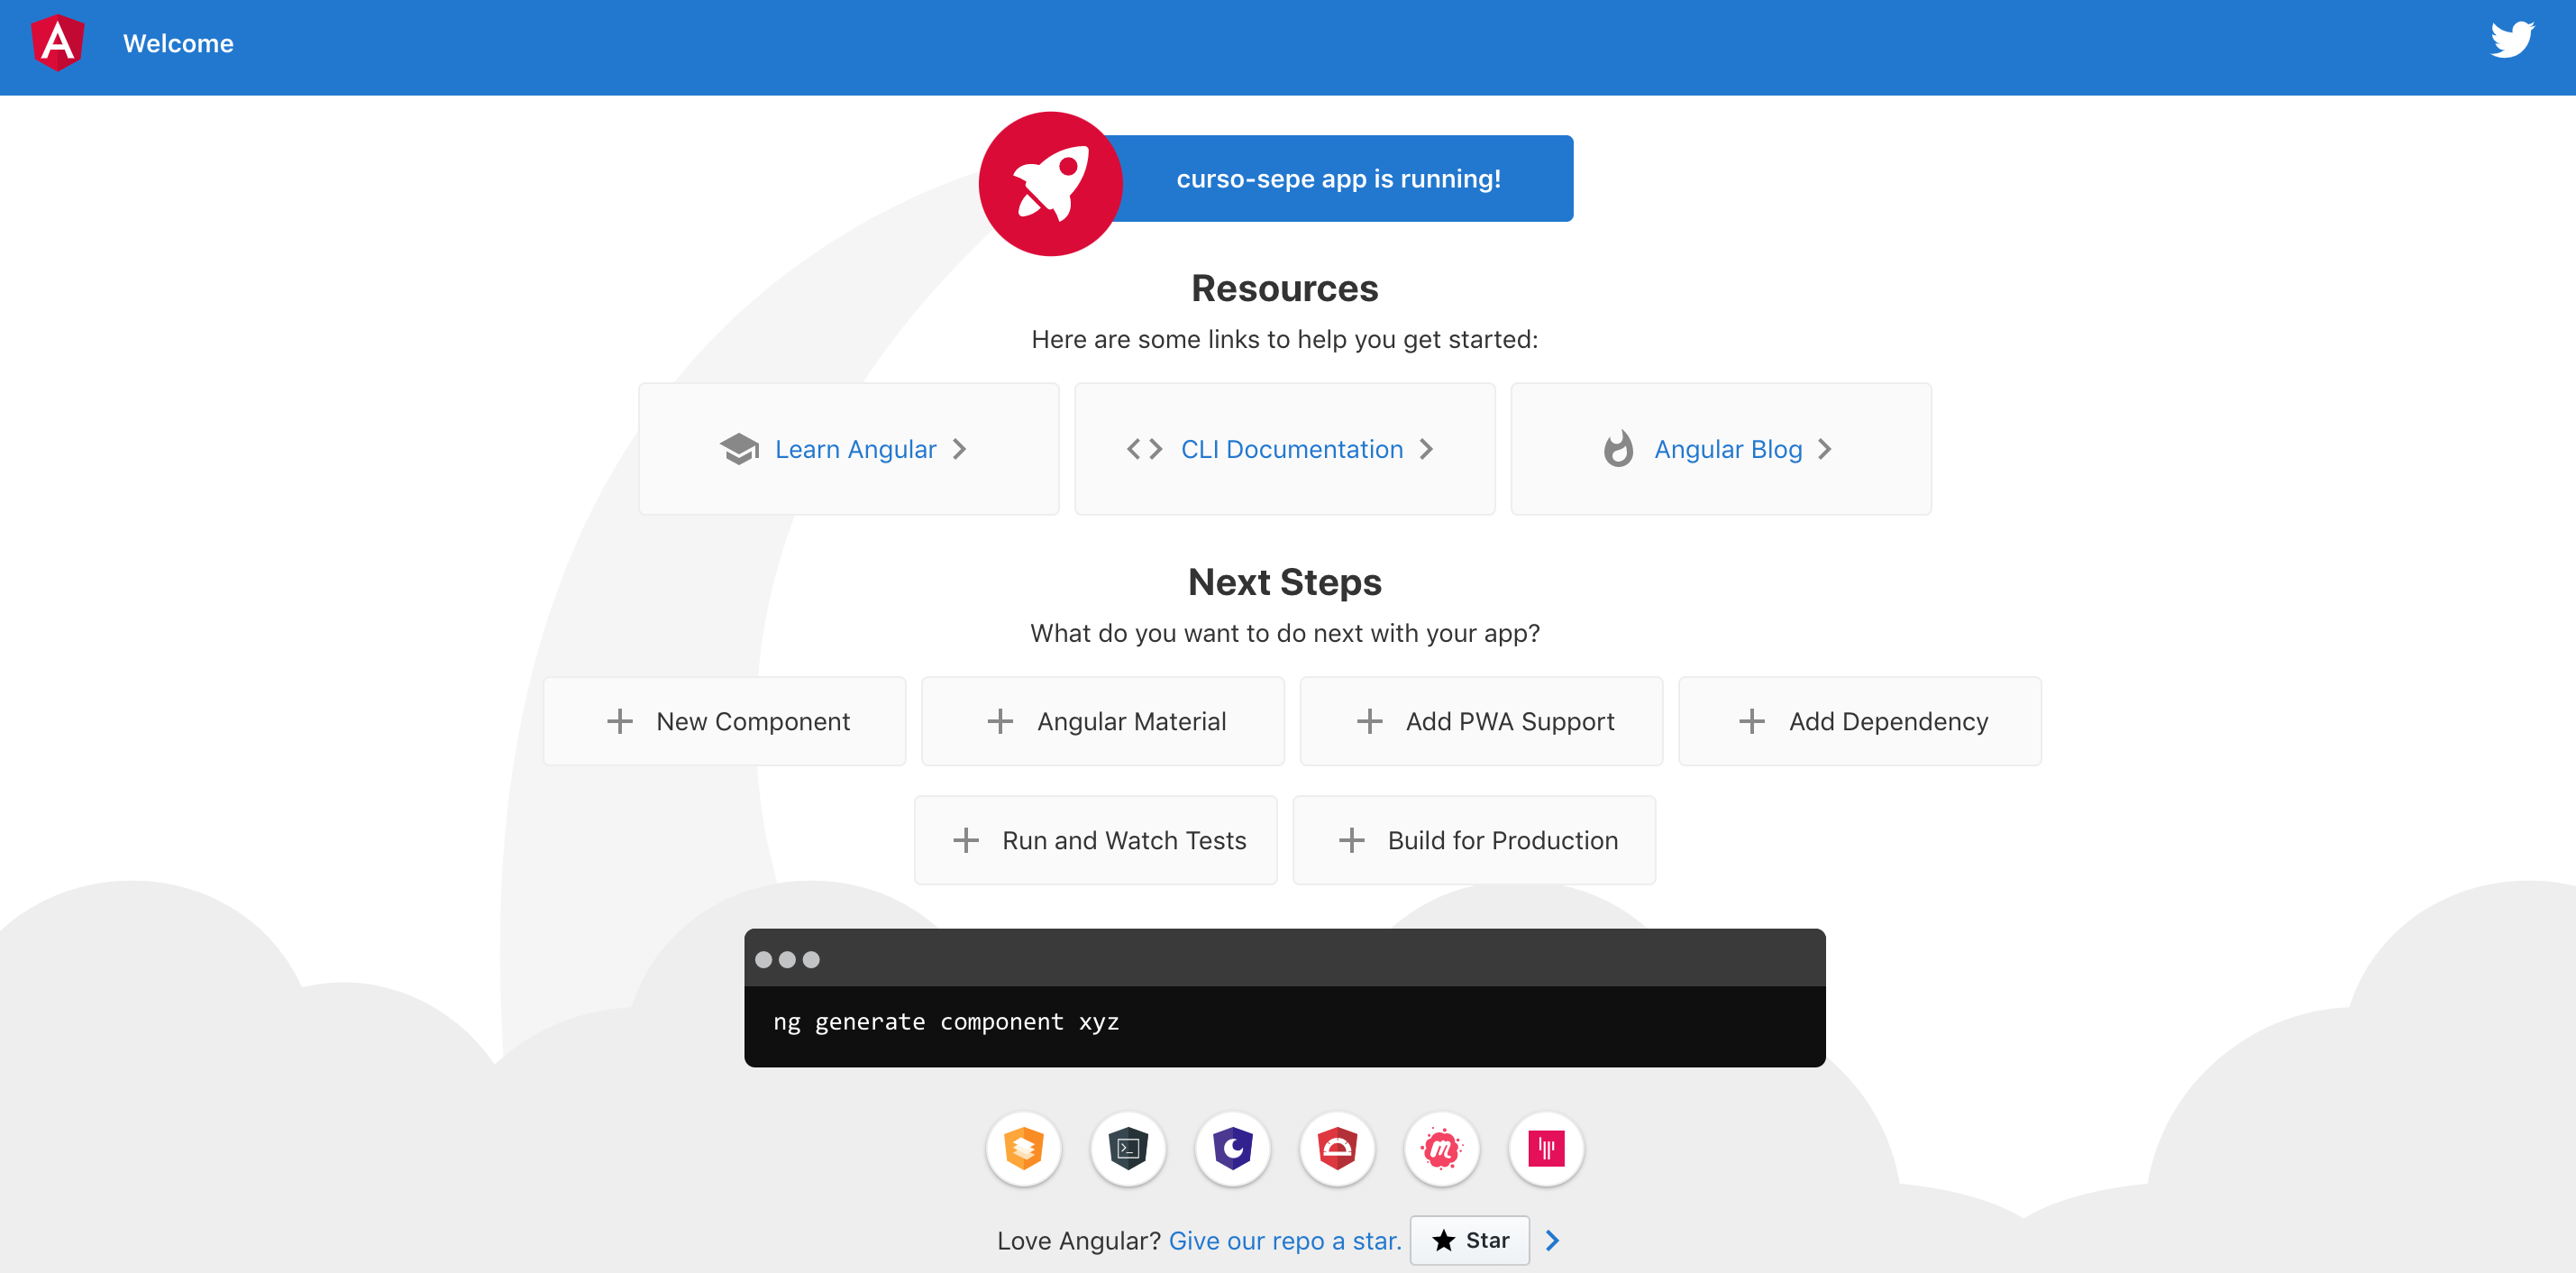 Welcome
curso-sepe app is running!
Resources
Here are some links to help you get started:
Learn Angular
CLI Documentation
Angular Blog
Next Steps
What do you want to do next with your app?
New Component
Angular Material
Add PWA Support
Add Dependency
Run and Watch Tests
Build for Production
ng generate component xyz
Love Angular? Give our repo a star. Star